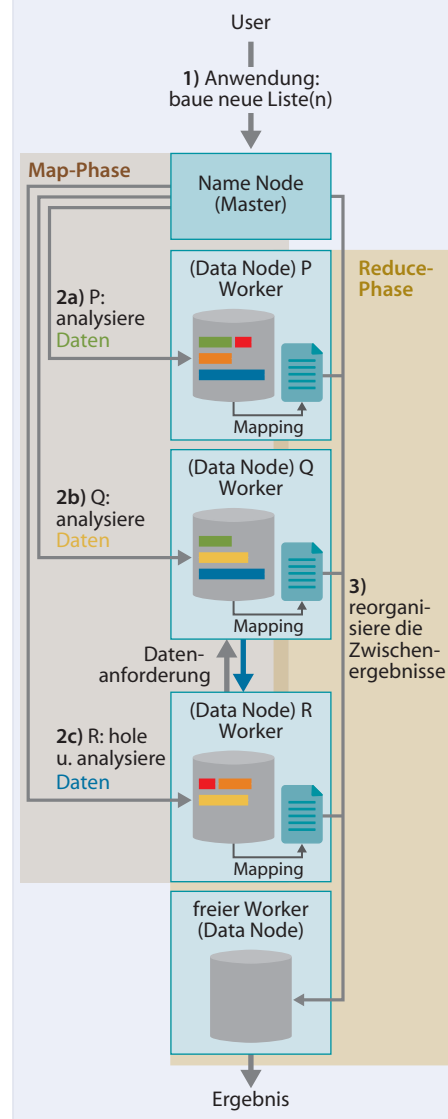 User
1) Anwendung:
baue neue Liste(n)
Map-Phase
Name Node
(Master)
Reduce-
Phase
(Data Node) P
Worker
2a) P:
analysiere
Daten
Mapping
(Data Node) Q
Worker
2b) Q:
analysiere
Daten
Mapping
3)
reorgani-
siere die
Zwischen-
ergebnisse
Daten-
anforderung
(Data Node) R
Worker
2c) R: hole
u. analysiere
Daten
Mapping
freier Worker
(Data Node)
Ergebnis